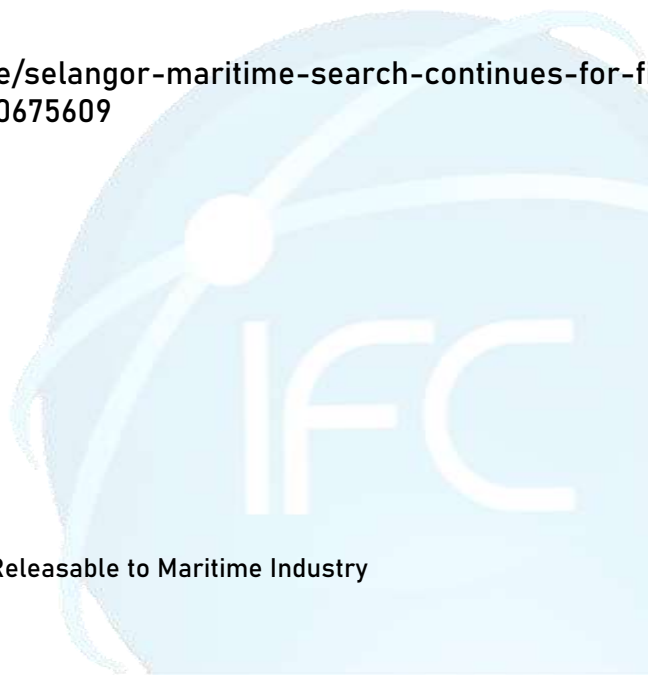 e/selangor-maritime-search-continues-for-f
0675609
IFC
Releasable to Maritime Industry